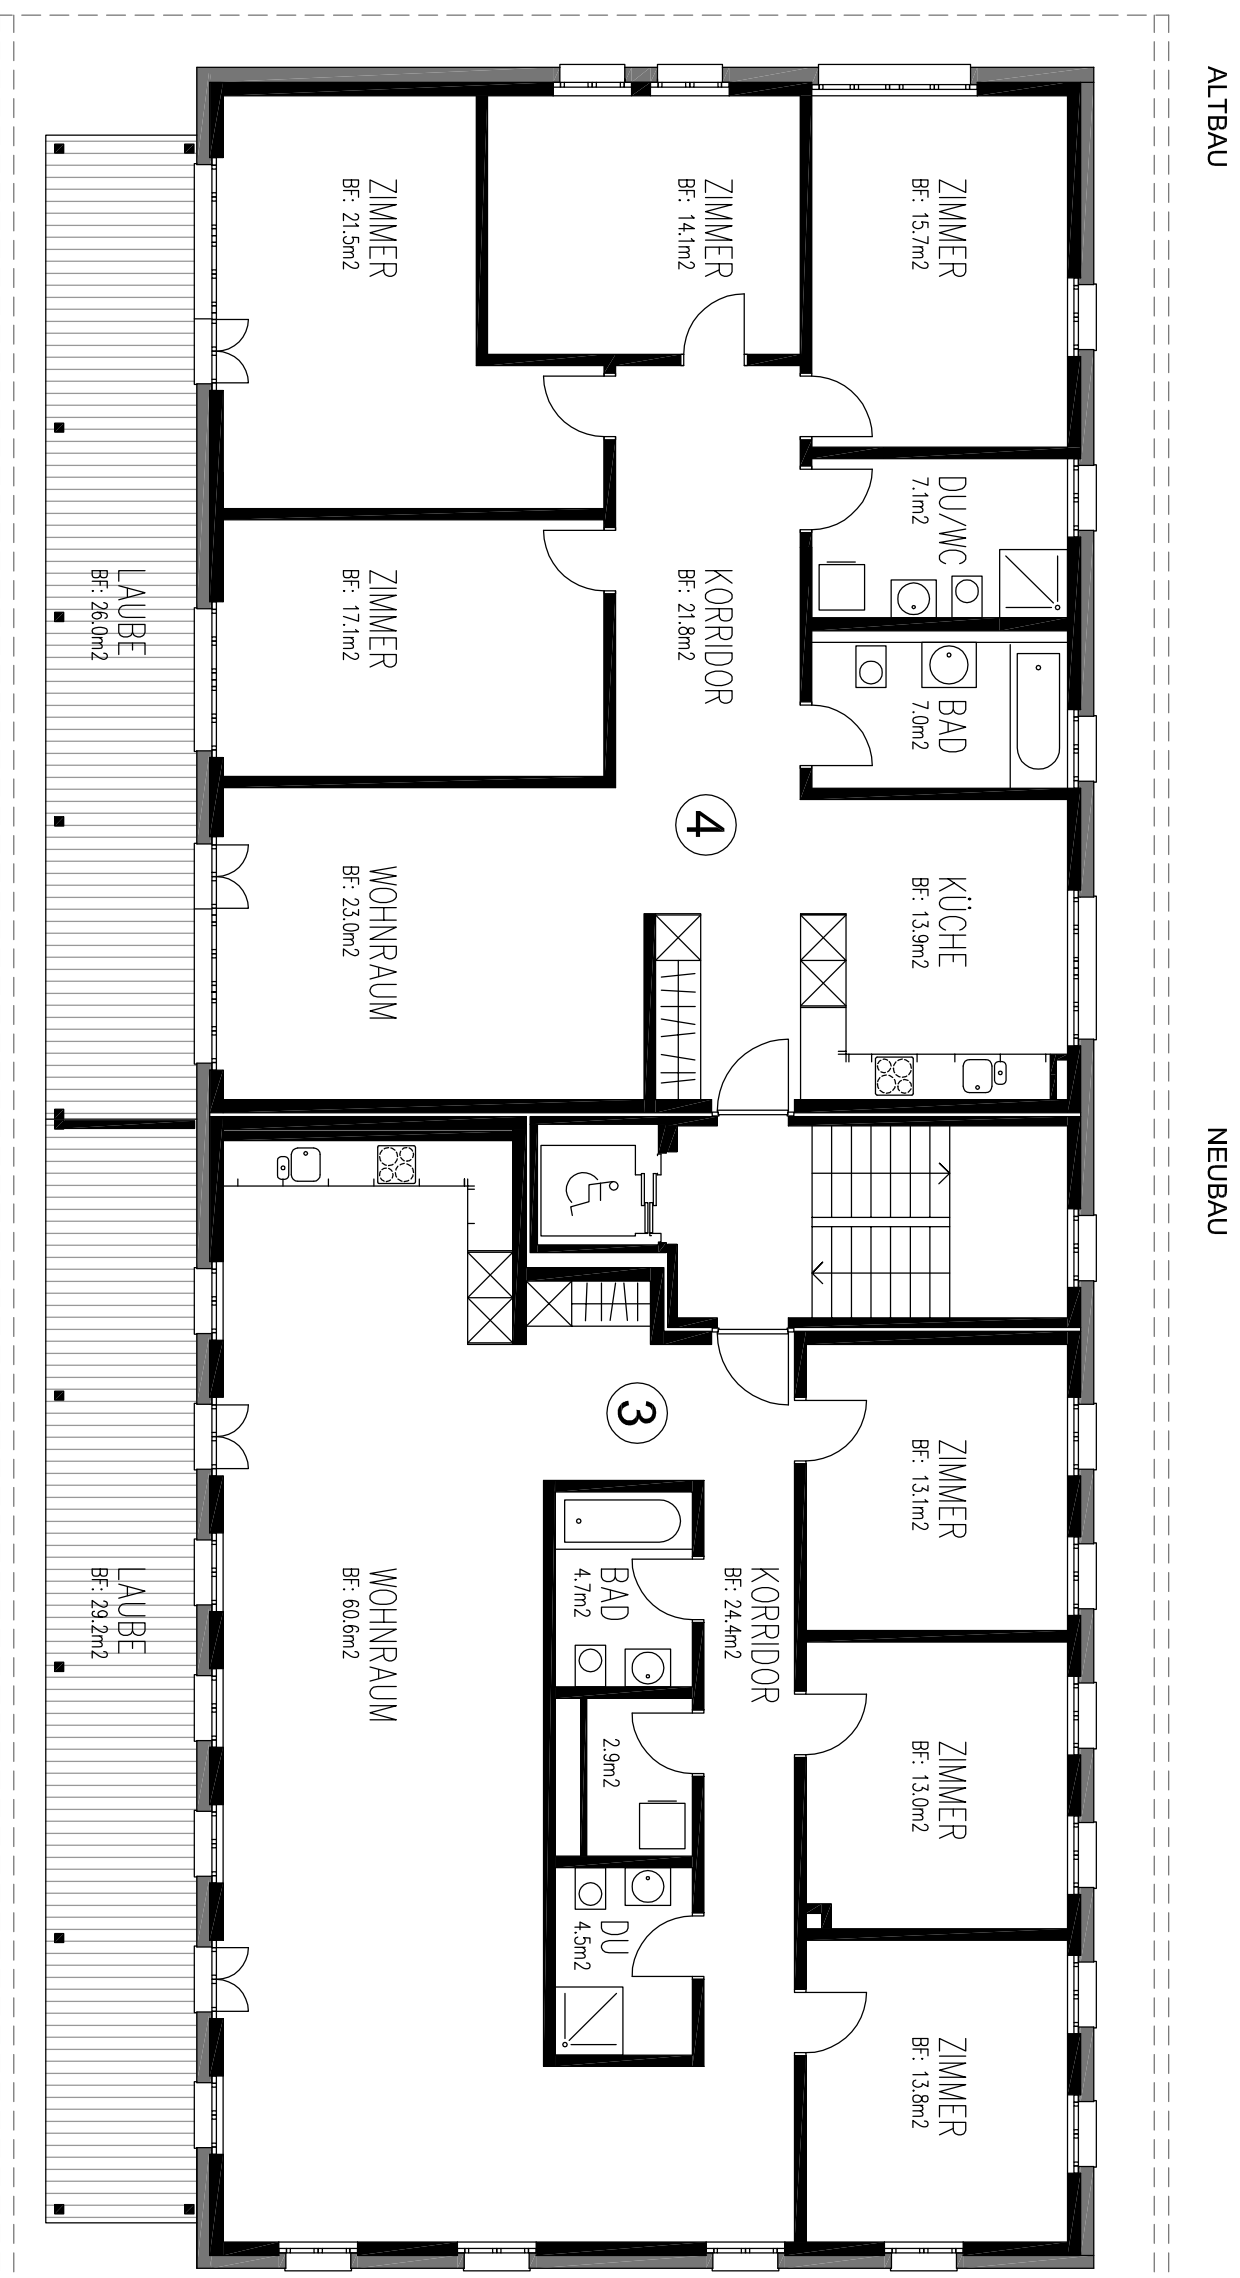 ALTBAU
NEUBAU
ZIMMER
BF: 15.7m2
DU/WC
7.1m2
BAD
7.0m2
KÜCHE
BF: 13.9m2
ZIMMER
BF: 13.1m2
ZIMMER
BF: 13.0m2
ZIMMER
BF: 13.8m2
ZIMMER
BF: 14.1m2
KORRIDOR
BF: 21.8m2
4
3
KORRIDOR
BF: 24.4m2
BAD
4.7m2
2.9m2
DU
4.5m2
ZIMMER
BF: 21.5m2
ZIMMER
BF: 17.1m2
WOHNRAUM
BF: 23.0m2
WOHNRAUM
BF: 60.6m2
LAUBE
BF: 26.0m2
LAUBE
BF: 29.2m2